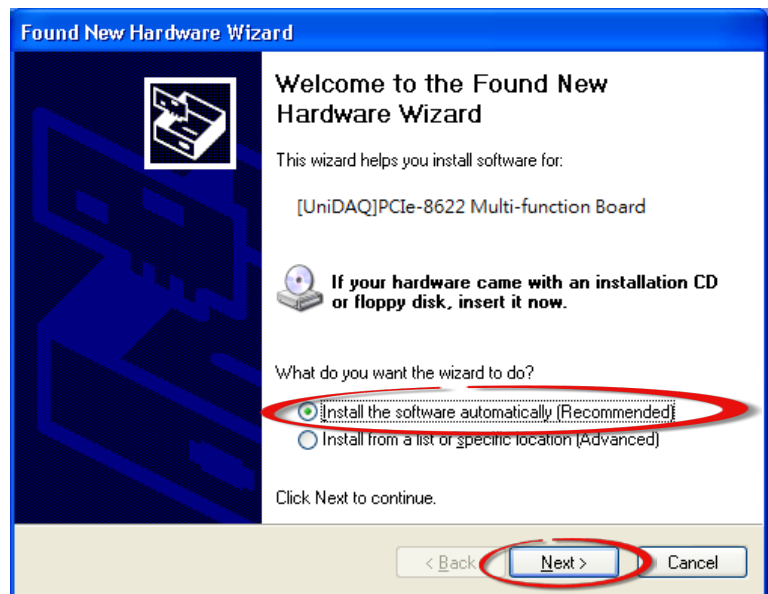 Found New Hardware Wizard
Welcome to the Found New
Hardware Wizard
This wizard helps you install software for:
[UniDAQ]PCIe-8622 Multi-function Board
If your hardware came with an installation CD
or floppy disk, insert it now.
What do you want the wizard to do?
Install the software automatically (Recommended)
Install from a list or specific location (Advanced)
Click Next to continue.
< Back
Next >
Cancel